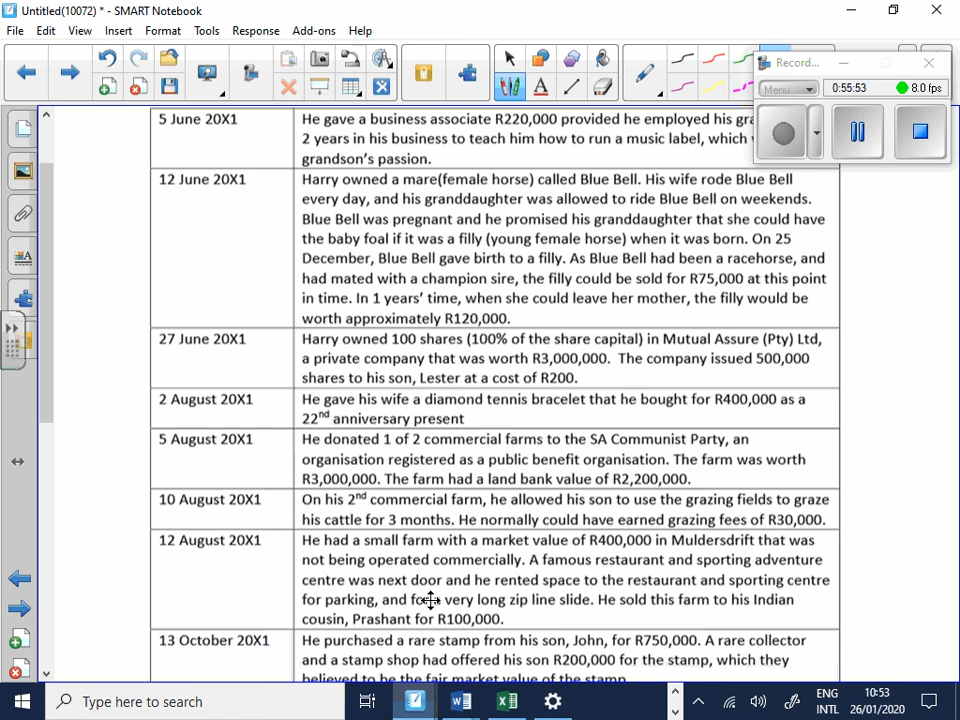 Untitled(10072) * - SMART Notebook
File Edit View Insert Format Tools Response Add-ons Help
Record...
Menu 0:55:53 8.0 fps
5 June 20X1 He gave a business associate R220,000 provided he employed his
2 years in his business to teach him how to run a music label, which
grandson's passion.
12 June 20X1 Harry owned a mare(female horse) called Blue Bell. His wife rode Blue Bell
every day, and his granddaughter was allowed to ride Blue Bell on weekends.
Blue Bell was pregnant and he promised his granddaughter that she could have
the baby foal if it was a filly (young female horse) when it was born. On 25
December, Blue Bell gave birth to a filly. As Blue Bell had been a racehorse, and
had mated with a champion sire, the filly could be sold for R75,000 at this point
in time. In 1 years' time, when she could leave her mother, the filly would be
worth approximately R120,000.
27 June 20X1 Harry owned 100 shares (100% of the share capital) in Mutual Assure (Pty) Ltd,
a private company that was worth R3,000,000. The company issued 500,000
shares to his son, Lester at a cost of R200.
2 August 20X1 He gave his wife a diamond tennis bracelet that he bought for R400,000 as a
22nd anniversary present
5 August 20X1 He donated 1 of 2 commercial farms to the SA Communist Party, an
organisation registered as a public benefit organisation. The farm was worth
R3,000,000. The farm had a land bank value of R2,200,000.
10 August 20X1 On his 2nd commercial farm, he allowed his son to use the grazing fields to graze
his cattle for 3 months. He normally could have earned grazing fees of R30,000.
12 August 20X1 He had a small farm with a market value of R400,000 in Muldersdrift that was
not being operated commercially. A famous restaurant and sporting adventure
centre was next door and he rented space to the restaurant and sporting centre
for parking, and very long zip line slide. He sold this farm to his Indian
cousin, Prashant for R100,000.
13 October 20X1 He purchased a rare stamp from his son, John, for R750,000. A rare collector
and a stamp shop had offered his son R200,000 for the stamp, which they
believed to be the fair market value of the stamp
Type here to search
ENG
INTL
10:53
26/01/2020